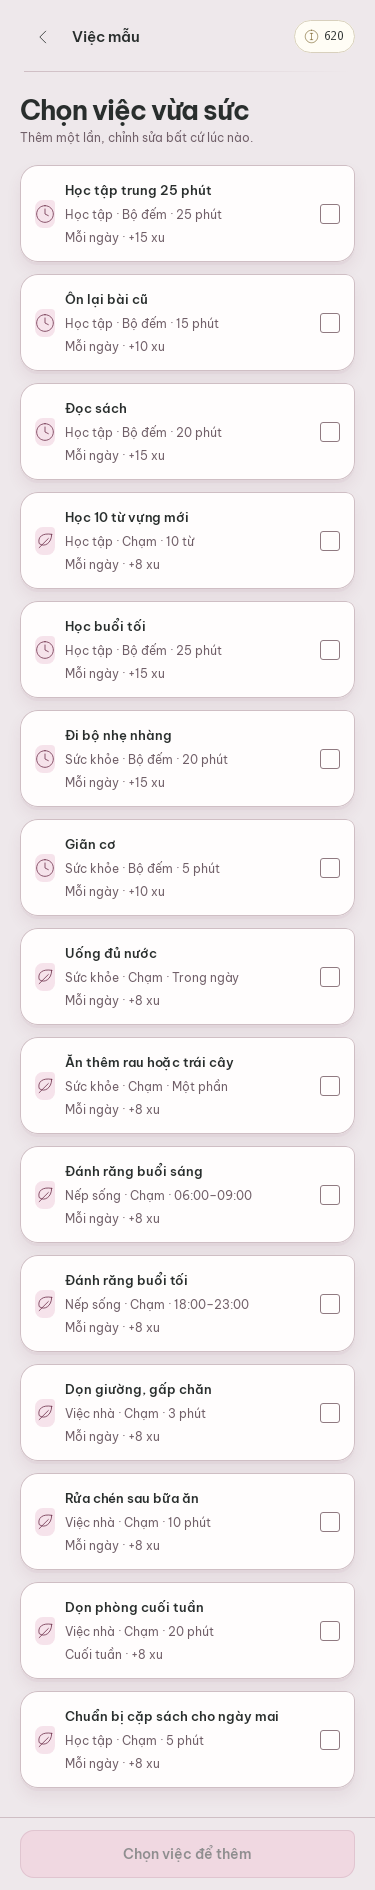 Việc mẫu
620
Chọn việc vừa sức
Thêm một lần, chỉnh sửa bất cứ lúc nào.
Học tập trung 25 phút
Học tập · Bộ đếm · 25 phút
Mỗi ngày · +15 xu
Ôn lại bài cũ
Học tập · Bộ đếm · 15 phút
Mỗi ngày · +10 xu
Đọc sách
Học tập · Bộ đếm · 20 phút
Mỗi ngày · +15 xu
Học 10 từ vựng mới
Học tập · Chạm · 10 từ
Mỗi ngày · +8 xu
Học buổi tối
Học tập · Bộ đếm · 25 phút
Mỗi ngày · +15 xu
Đi bộ nhẹ nhàng
Sức khỏe · Bộ đếm · 20 phút
Mỗi ngày · +15 xu
Giãn cơ
Sức khỏe · Bộ đếm · 5 phút
Mỗi ngày · +10 xu
Uống đủ nước
Sức khỏe · Chạm · Trong ngày
Mỗi ngày · +8 xu
Ăn thêm rau hoặc trái cây
Sức khỏe · Chạm · Một phần
Mỗi ngày · +8 xu
Đánh răng buổi sáng
Nếp sống · Chạm · 06:00–09:00
Mỗi ngày · +8 xu
Đánh răng buổi tối
Nếp sống · Chạm · 18:00–23:00
Mỗi ngày · +8 xu
Dọn giường, gấp chăn
Việc nhà · Chạm · 3 phút
Mỗi ngày · +8 xu
Rửa chén sau bữa ăn
Việc nhà · Chạm · 10 phút
Mỗi ngày · +8 xu
Dọn phòng cuối tuần
Việc nhà · Chạm · 20 phút
Cuối tuần · +8 xu
Chuẩn bị cặp sách cho ngày mai
Học tập · Chạm · 5 phút
Mỗi ngày · +8 xu
Chọn việc để thêm